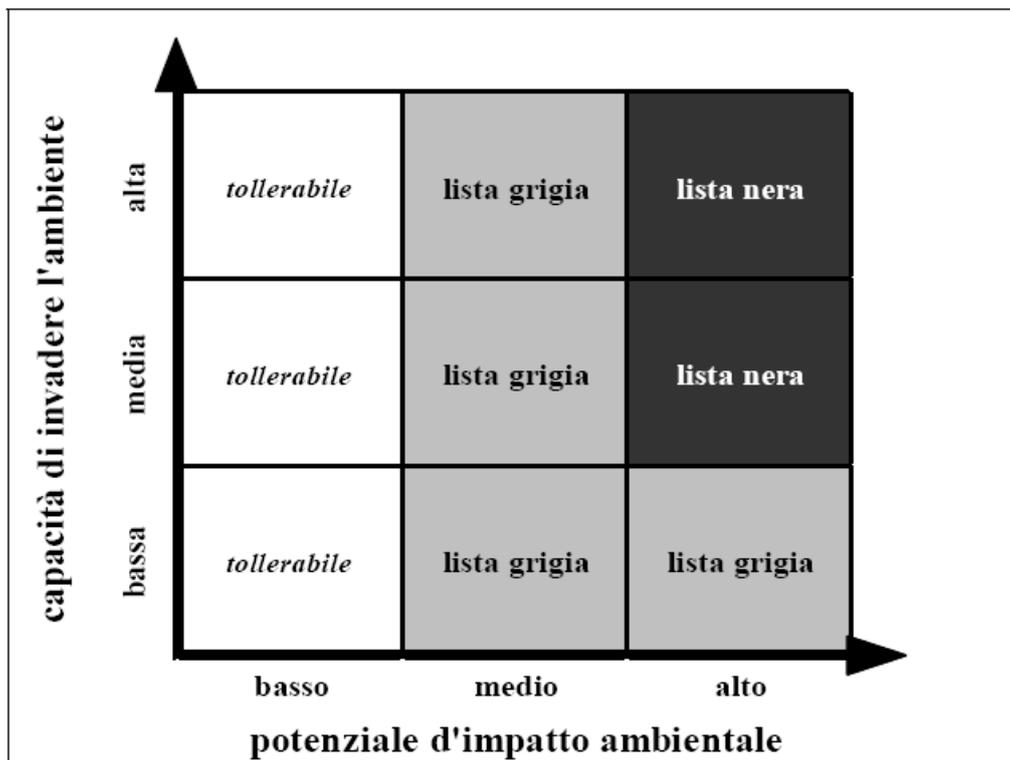 capacità di invadere l'ambiente
alta
tollerabile
lista grigia
lista nera
media
tollerabile
lista grigia
lista nera
bassa
tollerabile
lista grigia
lista grigia
basso
medio
alto
potenziale d'impatto ambientale